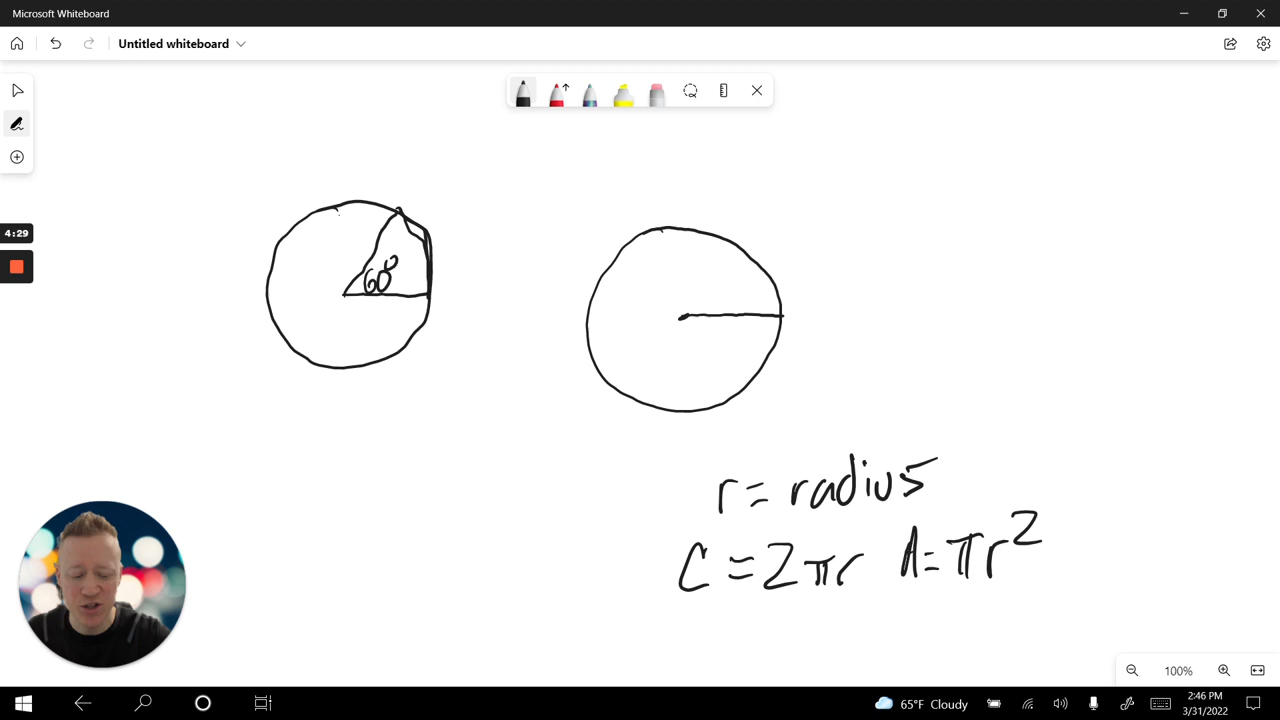 Microsoft Whiteboard
Untitled whiteboard
4:29
60°
r = radius
C = 2πr A = πr²
100%
65°F Cloudy
2:46 PM
3/31/2022